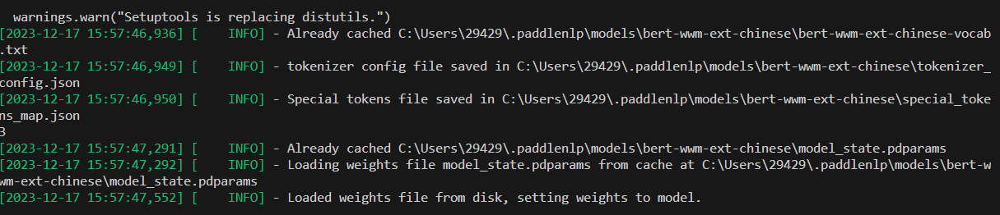 warnings.warn("Setuptools is replacing distutils.")
[2023-12-17 15:57:46,936] [    INFO] - Already cached C:\Users\29429\.paddlenlp\models\bert-wwm-ext-chinese\bert-wwm-ext-chinese-vocab
.txt
[2023-12-17 15:57:46,949] [    INFO] - tokenizer config file saved in C:\Users\29429\.paddlenlp\models\bert-wwm-ext-chinese\tokenizer_
config.json
[2023-12-17 15:57:46,950] [    INFO] - Special tokens file saved in C:\Users\29429\.paddlenlp\models\bert-wwm-ext-chinese\special_toke
ns_map.json
3
[2023-12-17 15:57:47,291] [    INFO] - Already cached C:\Users\29429\.paddlenlp\models\bert-wwm-ext-chinese\model_state.pdparams
[2023-12-17 15:57:47,292] [    INFO] - Loading weights file model_state.pdparams from cache at C:\Users\29429\.paddlenlp\models\bert-w
wm-ext-chinese\model_state.pdparams
[2023-12-17 15:57:47,552] [    INFO] - Loaded weights file from disk, setting weights to model.